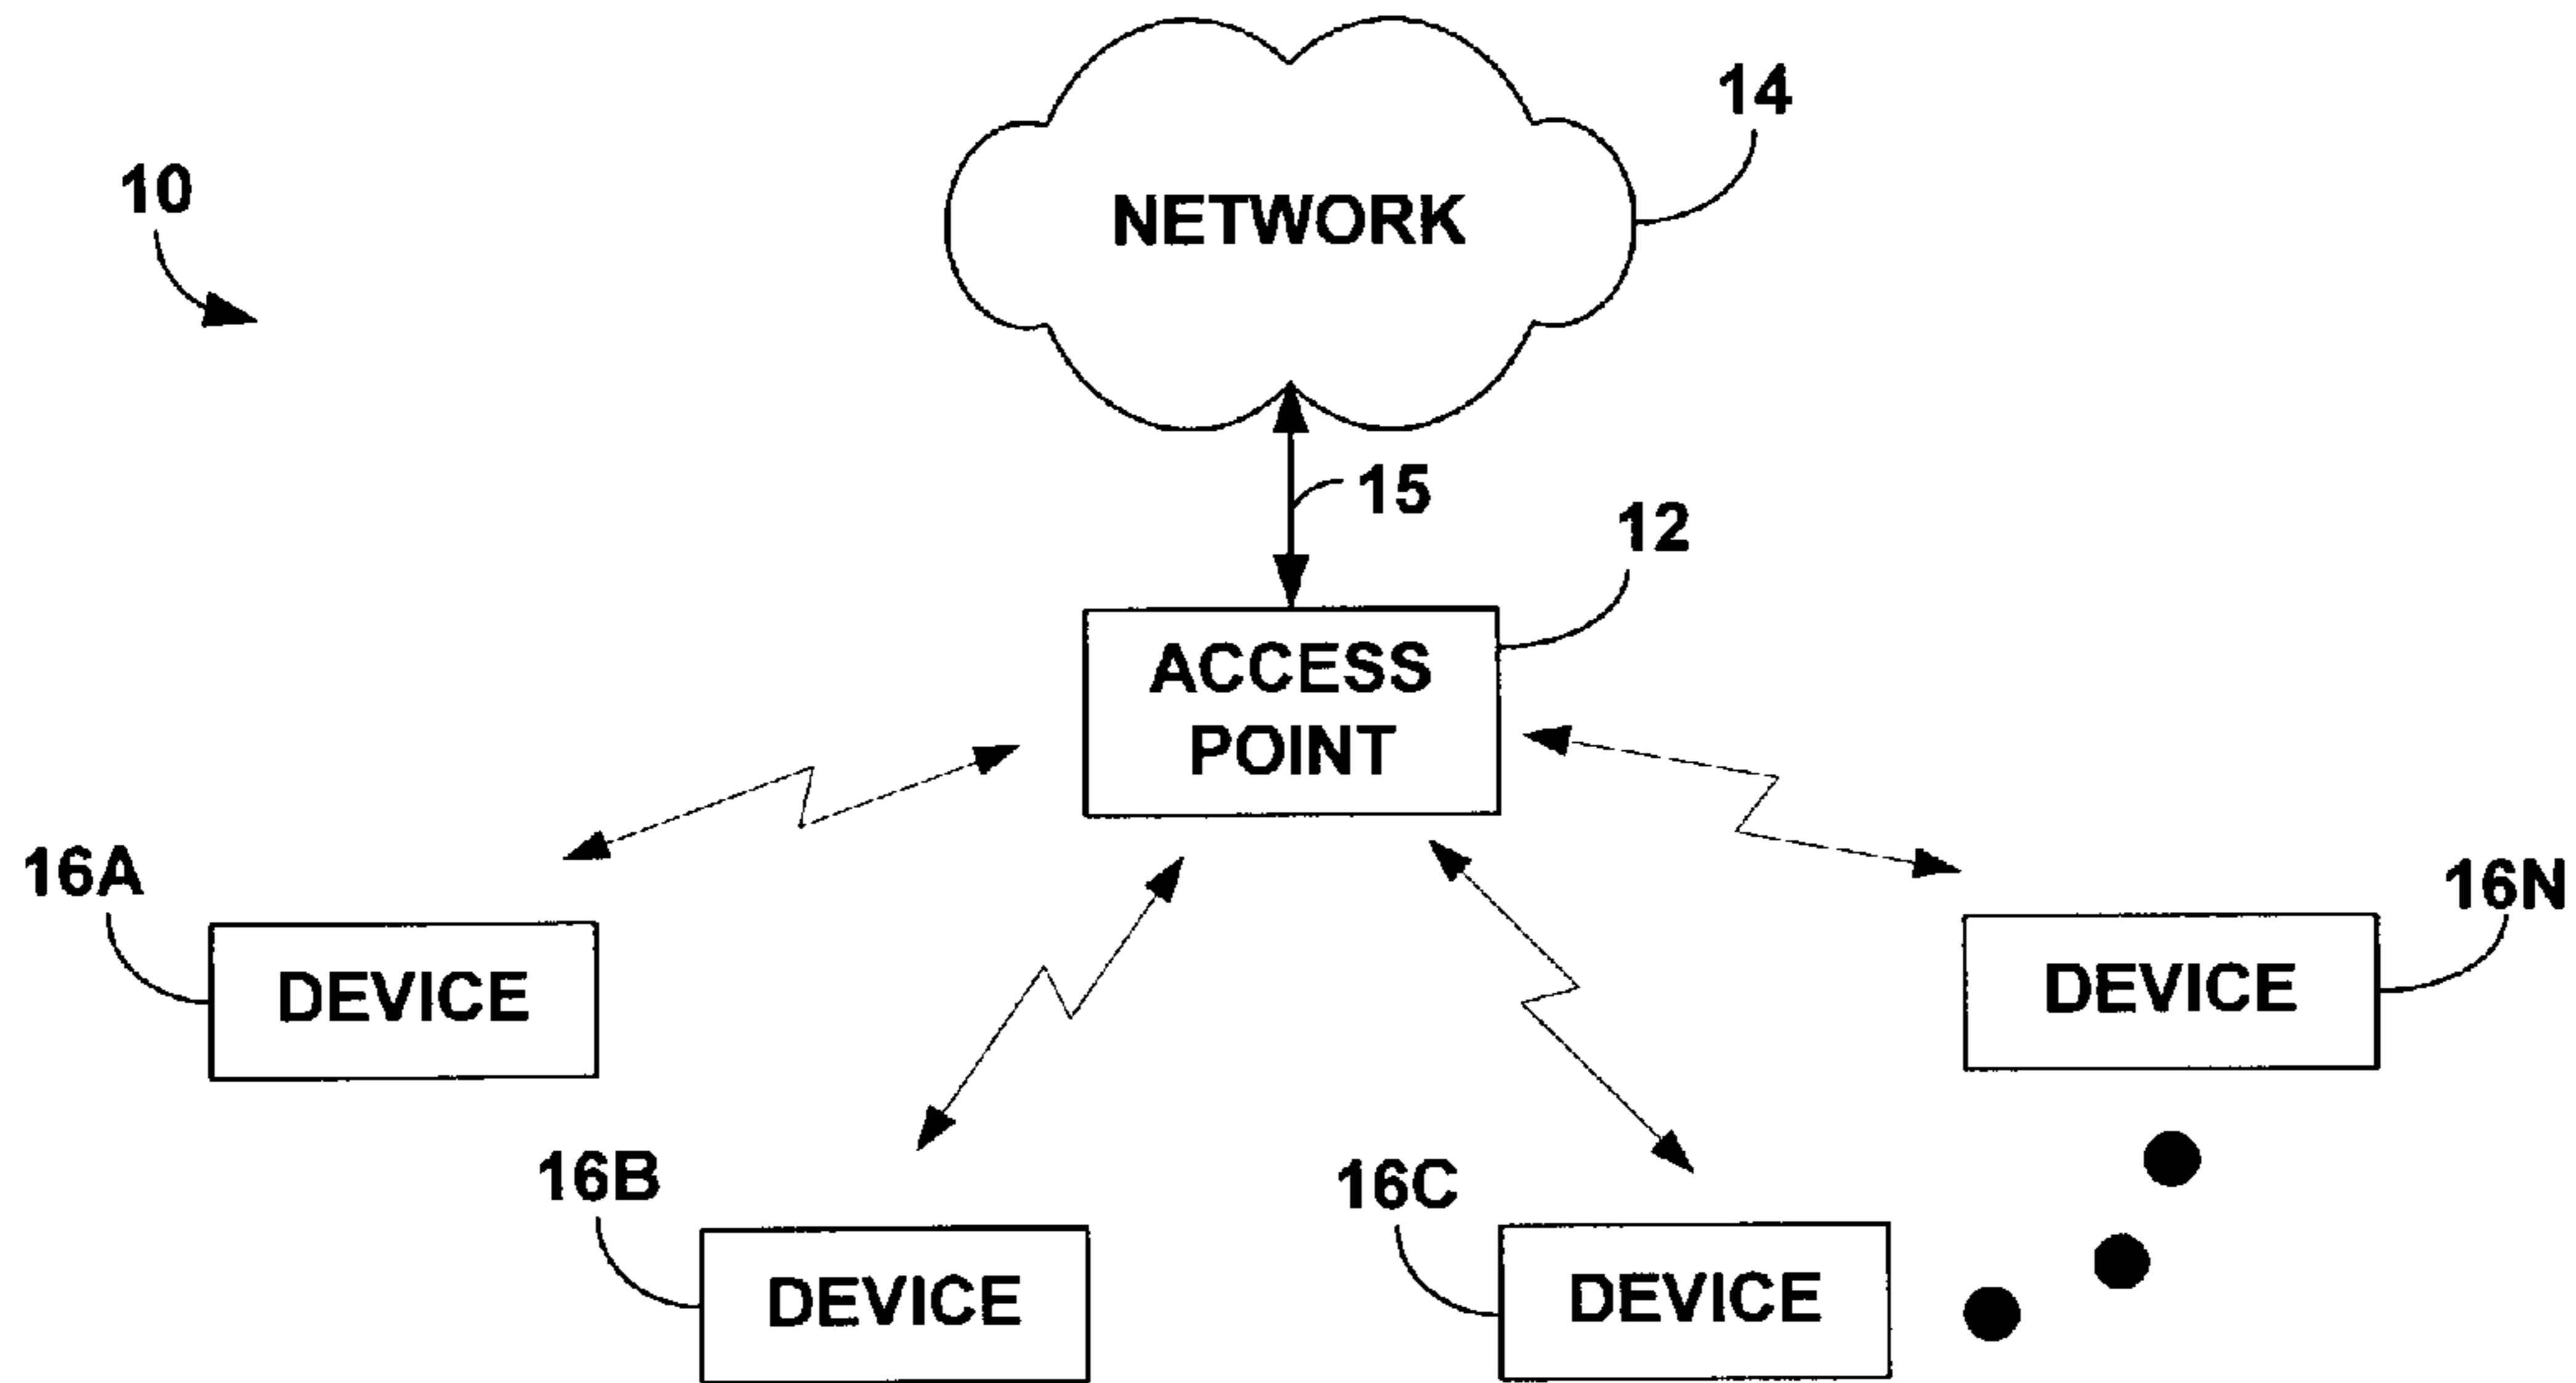 14
10
NETWORK
15
12
ACCESS
POINT
16A
16N
DEVICE
DEVICE
16B
16C
DEVICE
DEVICE